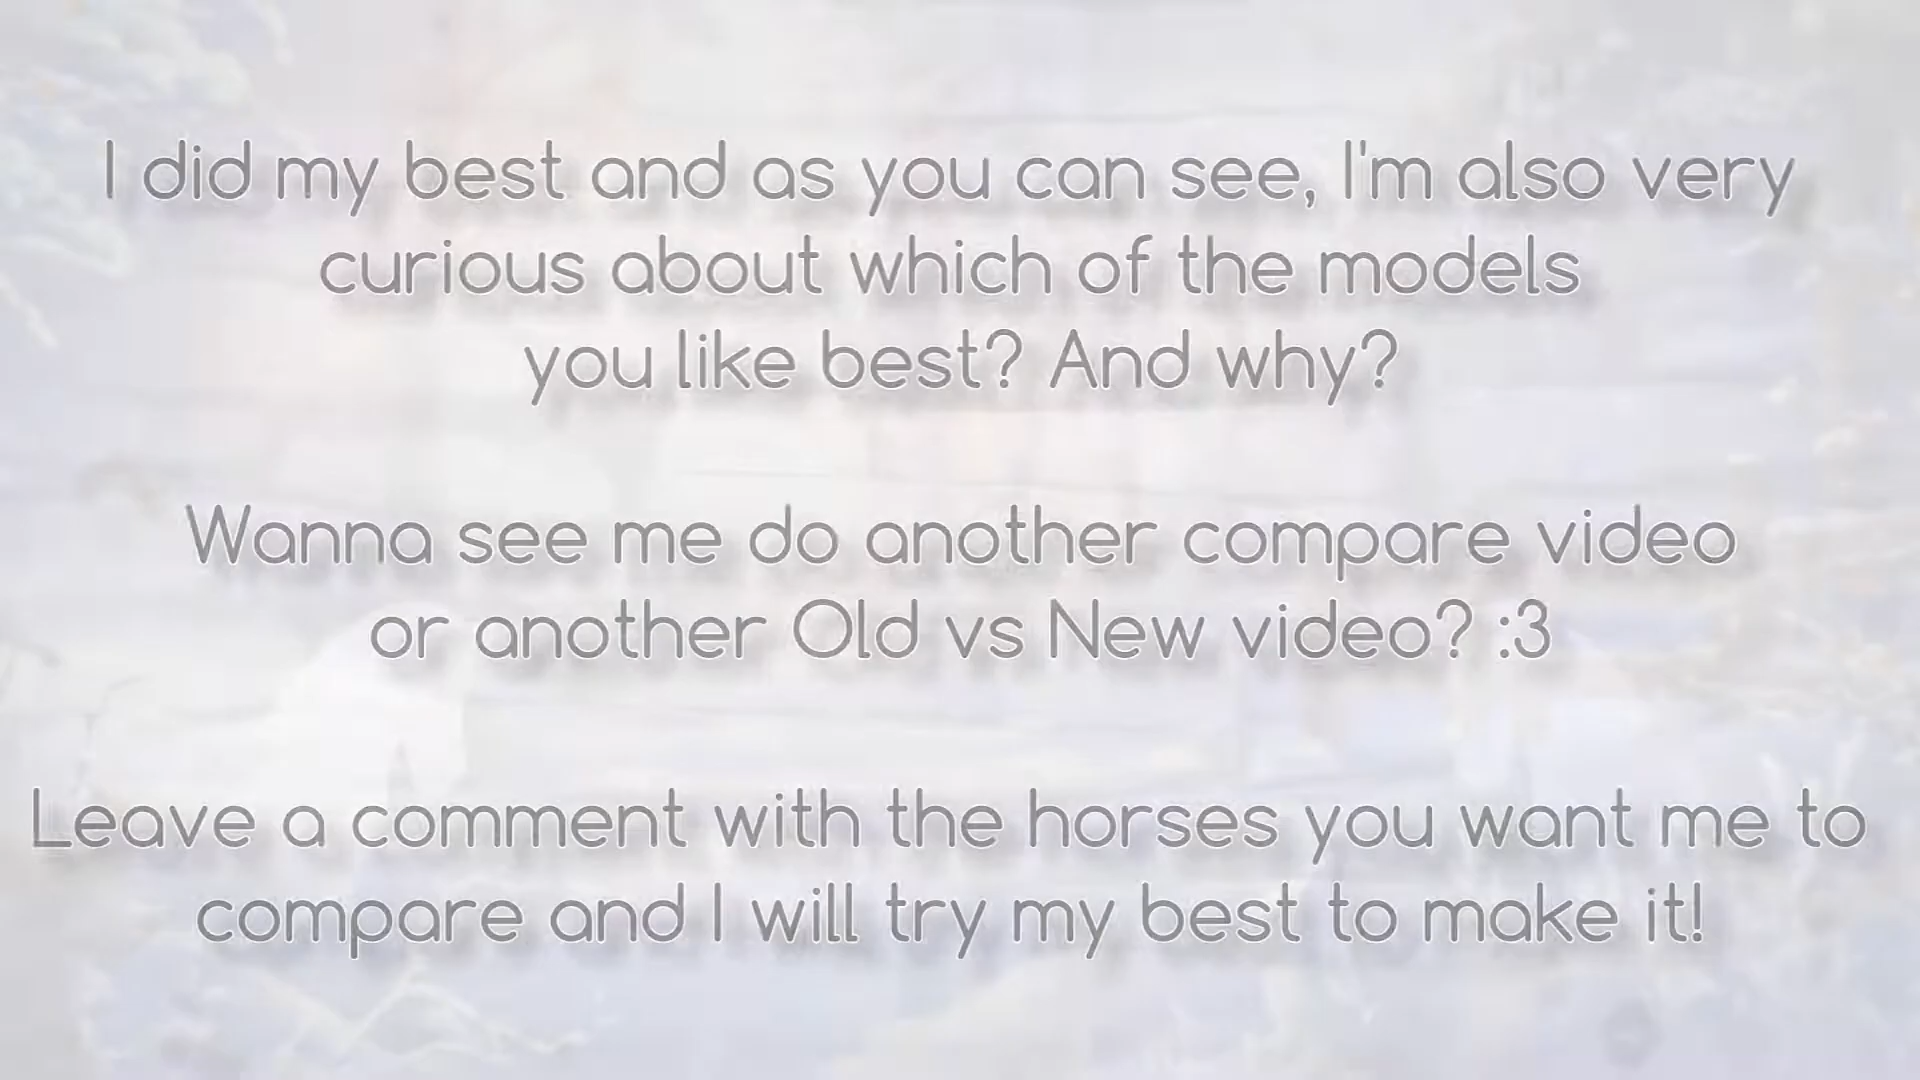 I did my best and as you can see, I'm also very
curious about which of the models
you like best? And why?
Wanna see me do another compare video
or another Old vs New video? :3
Leave a comment with the horses you want me to
compare and I will try my best to make it!